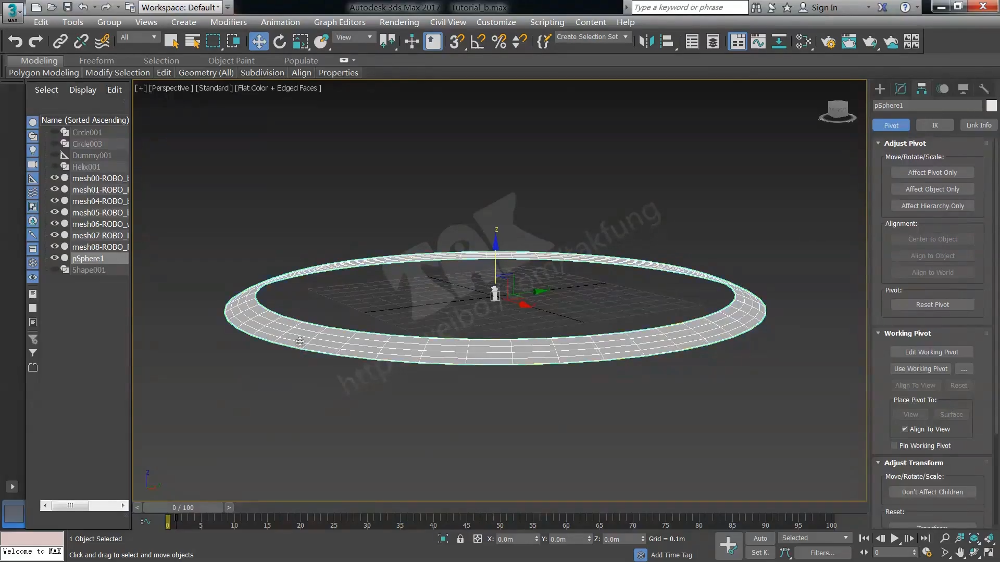 Workspace: Default
Autodesk 3ds Max 2017 Tutorial_b.max
Type a keyword or phrase
Sign In
3
MAX
Edit Tools Group Views Create Modifiers Animation Graph Editors Rendering Civil View Customize Scripting Content Help
All
View
Create Selection Set
Modeling Freeform Selection Object Paint Populate
Polygon Modeling Modify Selection Edit Geometry (All) Subdivision Align Properties
Select Display Edit
Name (Sorted Ascending)
Circle001
Circle003
Dummy001
Helix001
mesh00-ROBO_
mesh01-ROBO_
mesh04-ROBO_
mesh05-ROBO_
mesh06-ROBO_
mesh07-ROBO_
mesh08-ROBO_
pSphere1
Shape001
[+] [Perspective ] [Standard ] [Flat Color + Edged Faces ]
z
z
pSphere1
Pivot IK Link Info
Adjust Pivot
Move/Rotate/Scale:
Affect Pivot Only
Affect Object Only
Affect Hierarchy Only
Alignment:
Center to Object
Align to Object
Align to World
Pivot:
Reset Pivot
Working Pivot
Edit Working Pivot
Use Working Pivot ...
Align To View Reset
Place Pivot To:
View Surface
Align To View
Pin Working Pivot
Adjust Transform
Move/Rotate/Scale:
Don't Affect Children
Reset:
< 0 / 100 >
0 5 10 15 20 25 30 35 40 45 50 55 60 65 70 75 80 85 90 95 100
1 Object Selected
X: 0.0m Y: 0.0m Z: 0.0m Grid = 0.1m
Auto Selected
Welcome to MAX
Click and drag to select and move objects
Add Time Tag
Set K. Filters...
0